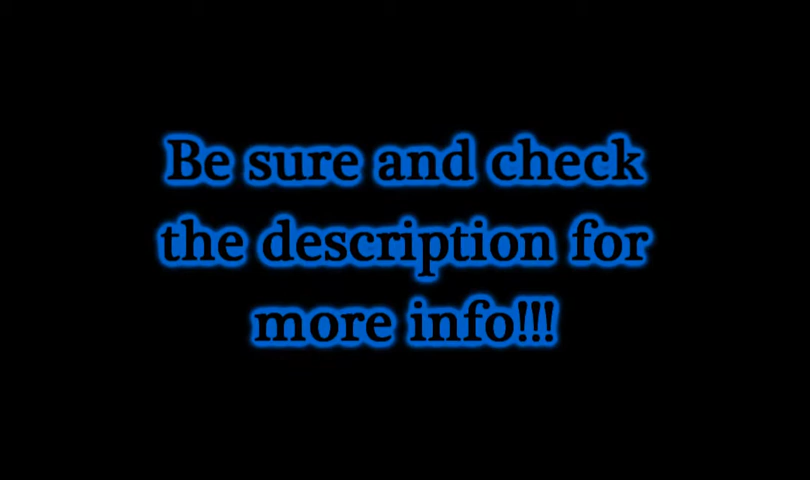 Be sure and check
the description for
more info!!!